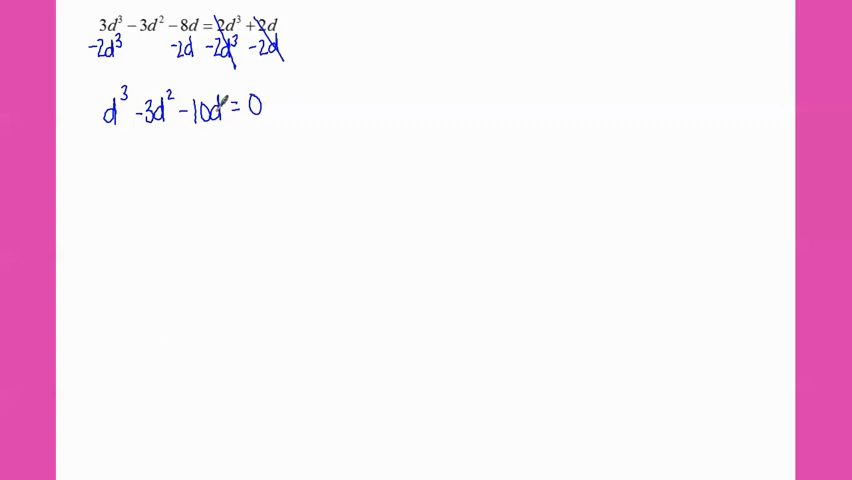 3d³ − 3d² − 8d = 2d³ + 2d
-2d³ -2d -2d³ -2d
d³ -3d² -10d = 0